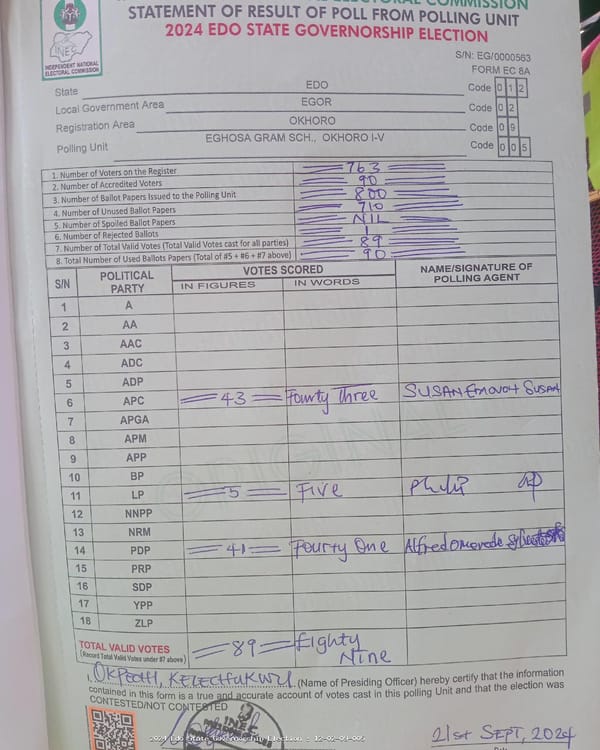 STATEMENT OF RESULT OF POLL FROM POLLING UNIT
2024 EDO STATE GOVERNORSHIP ELECTION
INEC
INDEPENDENT NATIONAL
ELECTORAL COMMISSION
S/N: EG/0000563
FORM EC 8A
State EDO Code 0 1 2
Local Government Area EGOR Code 0 2
Registration Area OKHORO Code 0 9
Polling Unit EGHOSA GRAM SCH., OKHORO I-V Code 0 0 5
1. Number of Voters on the Register 763
2. Number of Accredited Voters 90
3. Number of Ballot Papers Issued to the Polling Unit 800
4. Number of Unused Ballot Papers 710
5. Number of Spoiled Ballot Papers NIL
6. Number of Rejected Ballots 1
7. Number of Total Valid Votes (Total Valid Votes cast for all parties) 89
8. Total Number of Used Ballots Papers (Total of #5 + #6 + #7 above) 90
S/N POLITICAL PARTY VOTES SCORED NAME/SIGNATURE OF POLLING AGENT
IN FIGURES IN WORDS
1 A
2 AA
3 AAC
4 ADC
5 ADP
6 APC 43 Fourty Three SUSAN
7 APGA
8 APM
9 APP
10 BP
11 LP 5 Five Philip
12 NNPP
13 NRM
14 PDP 41 Fourty One Alfred
15 PRP
16 SDP
17 YPP
18 ZLP
TOTAL VALID VOTES 89 Eighty Nine
(Record Total Valid Votes under #7 above)
I, OKPECHI, KELECHUKWU (Name of Presiding Officer) hereby certify that the information
contained in this form is a true and accurate account of votes cast in this polling Unit and that the election was
CONTESTED/NOT CONTESTED
21st SEPT, 2024
2024 Edo State Governorship Election - 12-02-09-005